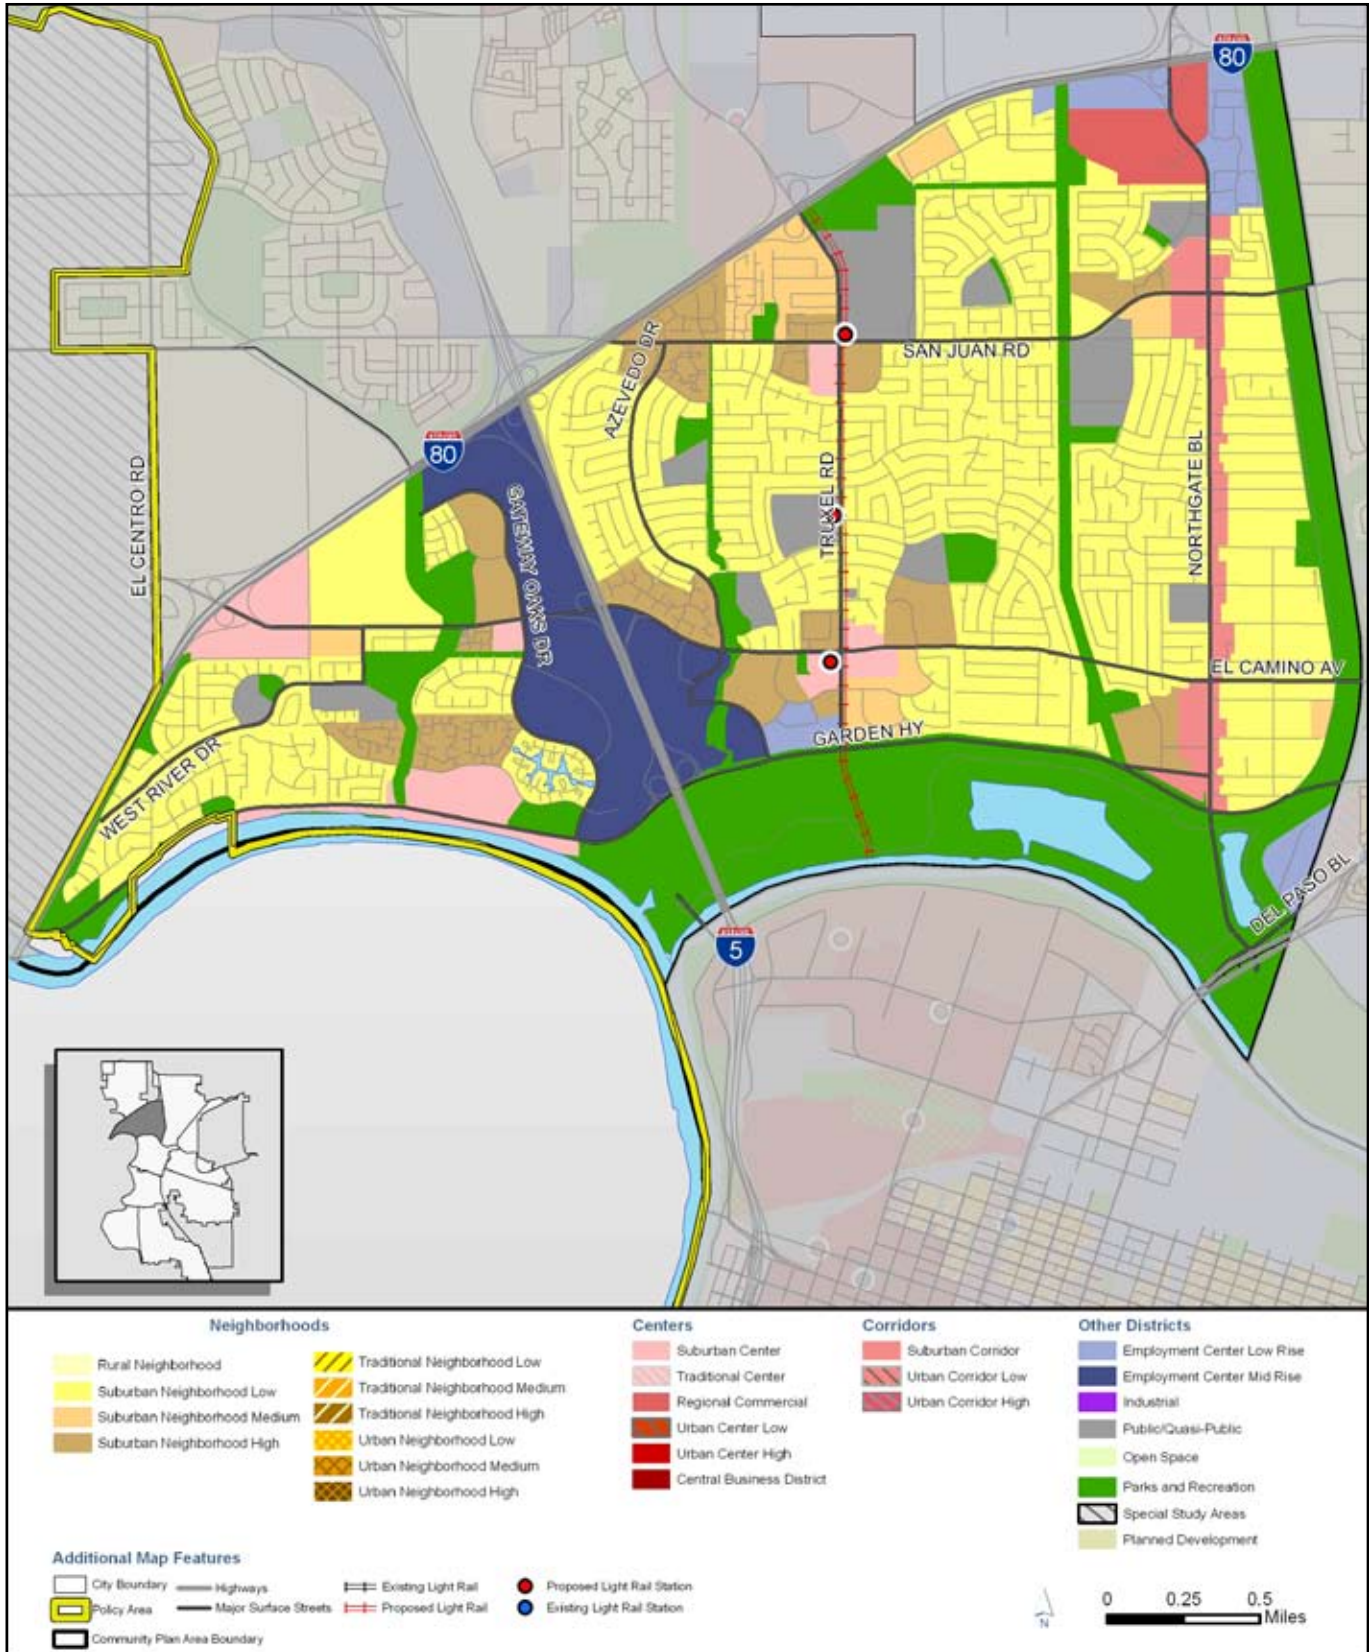 80
SAN JUAN RD
AZEVEDO DR
80
EL CENTRO RD
GATEWAY OAKS DR
TRUXEL RD
NORTHGATE BL
EL CAMINO AV
GARDEN HY
WEST RIVER DR
DEL PASO BL
5
Neighborhoods
Rural Neighborhood
Suburban Neighborhood Low
Suburban Neighborhood Medium
Suburban Neighborhood High
Traditional Neighborhood Low
Traditional Neighborhood Medium
Traditional Neighborhood High
Urban Neighborhood Low
Urban Neighborhood Medium
Urban Neighborhood High
Centers
Suburban Center
Traditional Center
Regional Commercial
Urban Center Low
Urban Center High
Central Business District
Corridors
Suburban Corridor
Urban Corridor Low
Urban Corridor High
Other Districts
Employment Center Low Rise
Employment Center Mid Rise
Industrial
Public/Quasi-Public
Open Space
Parks and Recreation
Special Study Areas
Planned Development
Additional Map Features
City Boundary
Policy Area
Community Plan Area Boundary
Highways
Major Surface Streets
Existing Light Rail
Proposed Light Rail
Proposed Light Rail Station
Existing Light Rail Station
N
0 0.25 0.5
Miles